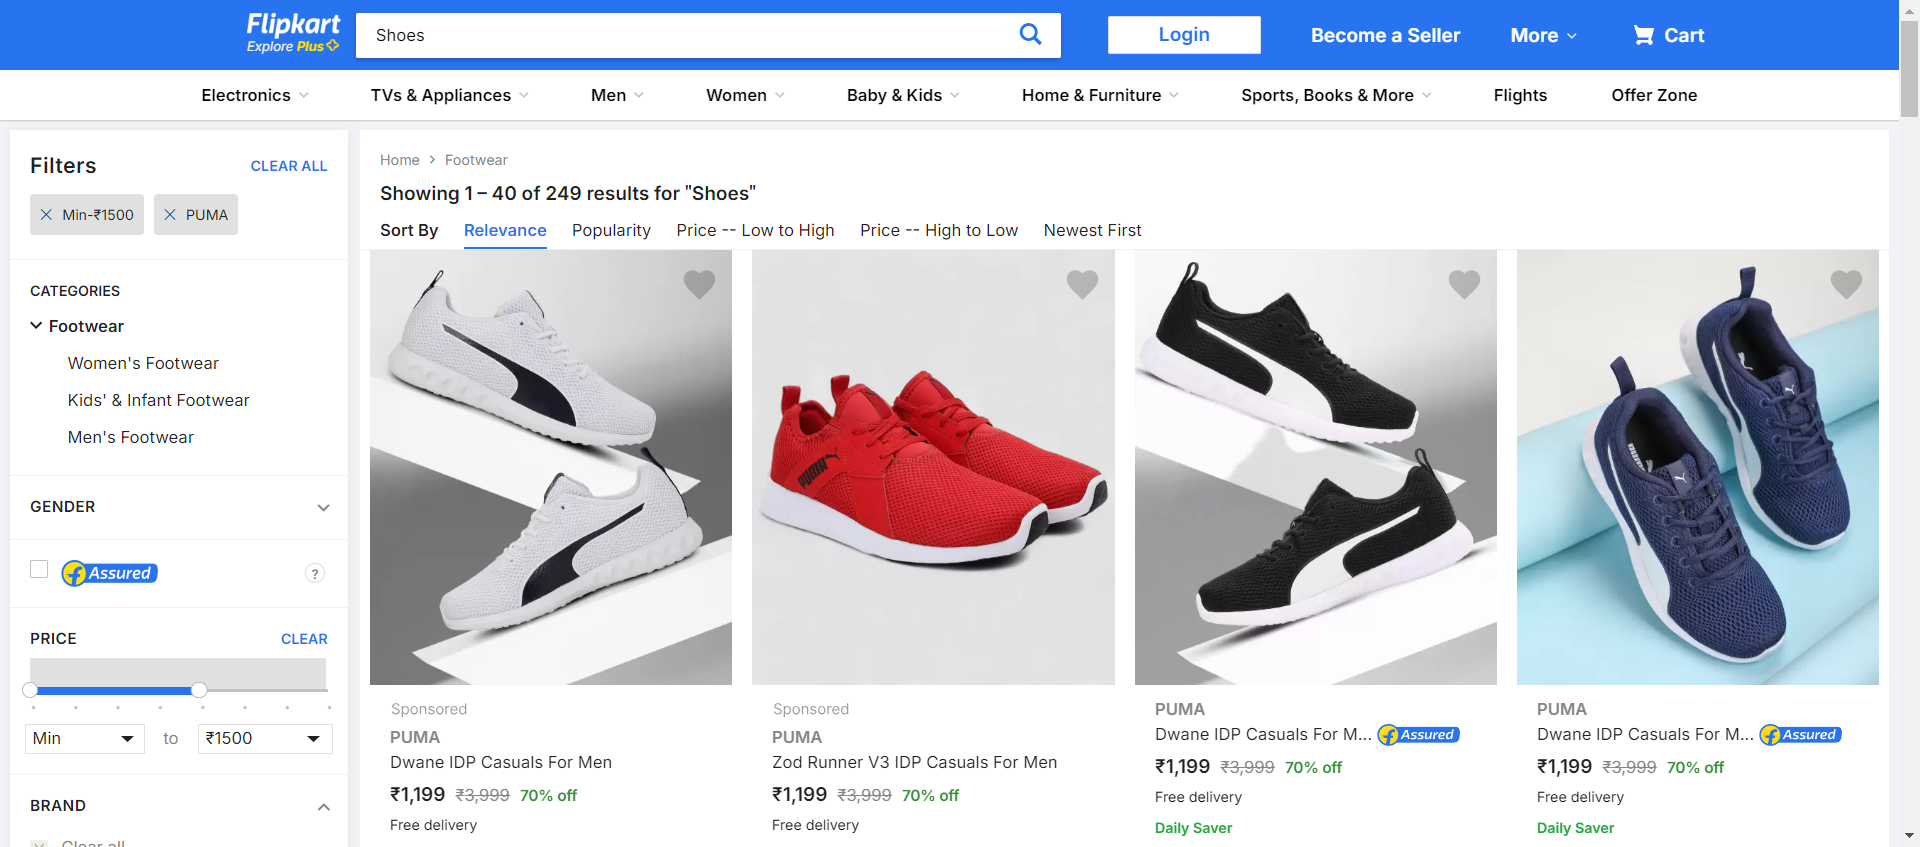 Flipkart
Explore Plus
Shoes
Login
Become a Seller
More
Cart
Electronics
TVs & Appliances
Men
Women
Baby & Kids
Home & Furniture
Sports, Books & More
Flights
Offer Zone
Filters
CLEAR ALL
Min-₹1500
PUMA
CATEGORIES
Footwear
Women's Footwear
Kids' & Infant Footwear
Men's Footwear
GENDER
Assured
?
PRICE
CLEAR
Min
to
₹1500
BRAND
Clear all
Home
Footwear
Showing 1 – 40 of 249 results for "Shoes"
Sort By
Relevance
Popularity
Price -- Low to High
Price -- High to Low
Newest First
PUMA
PUMA
Sponsored
PUMA
Dwane IDP Casuals For Men
₹1,199 ₹3,999 70% off
Free delivery
Sponsored
PUMA
Zod Runner V3 IDP Casuals For Men
₹1,199 ₹3,999 70% off
Free delivery
PUMA
Dwane IDP Casuals For M... Assured
₹1,199 ₹3,999 70% off
Free delivery
Daily Saver
PUMA
Dwane IDP Casuals For M... Assured
₹1,199 ₹3,999 70% off
Free delivery
Daily Saver